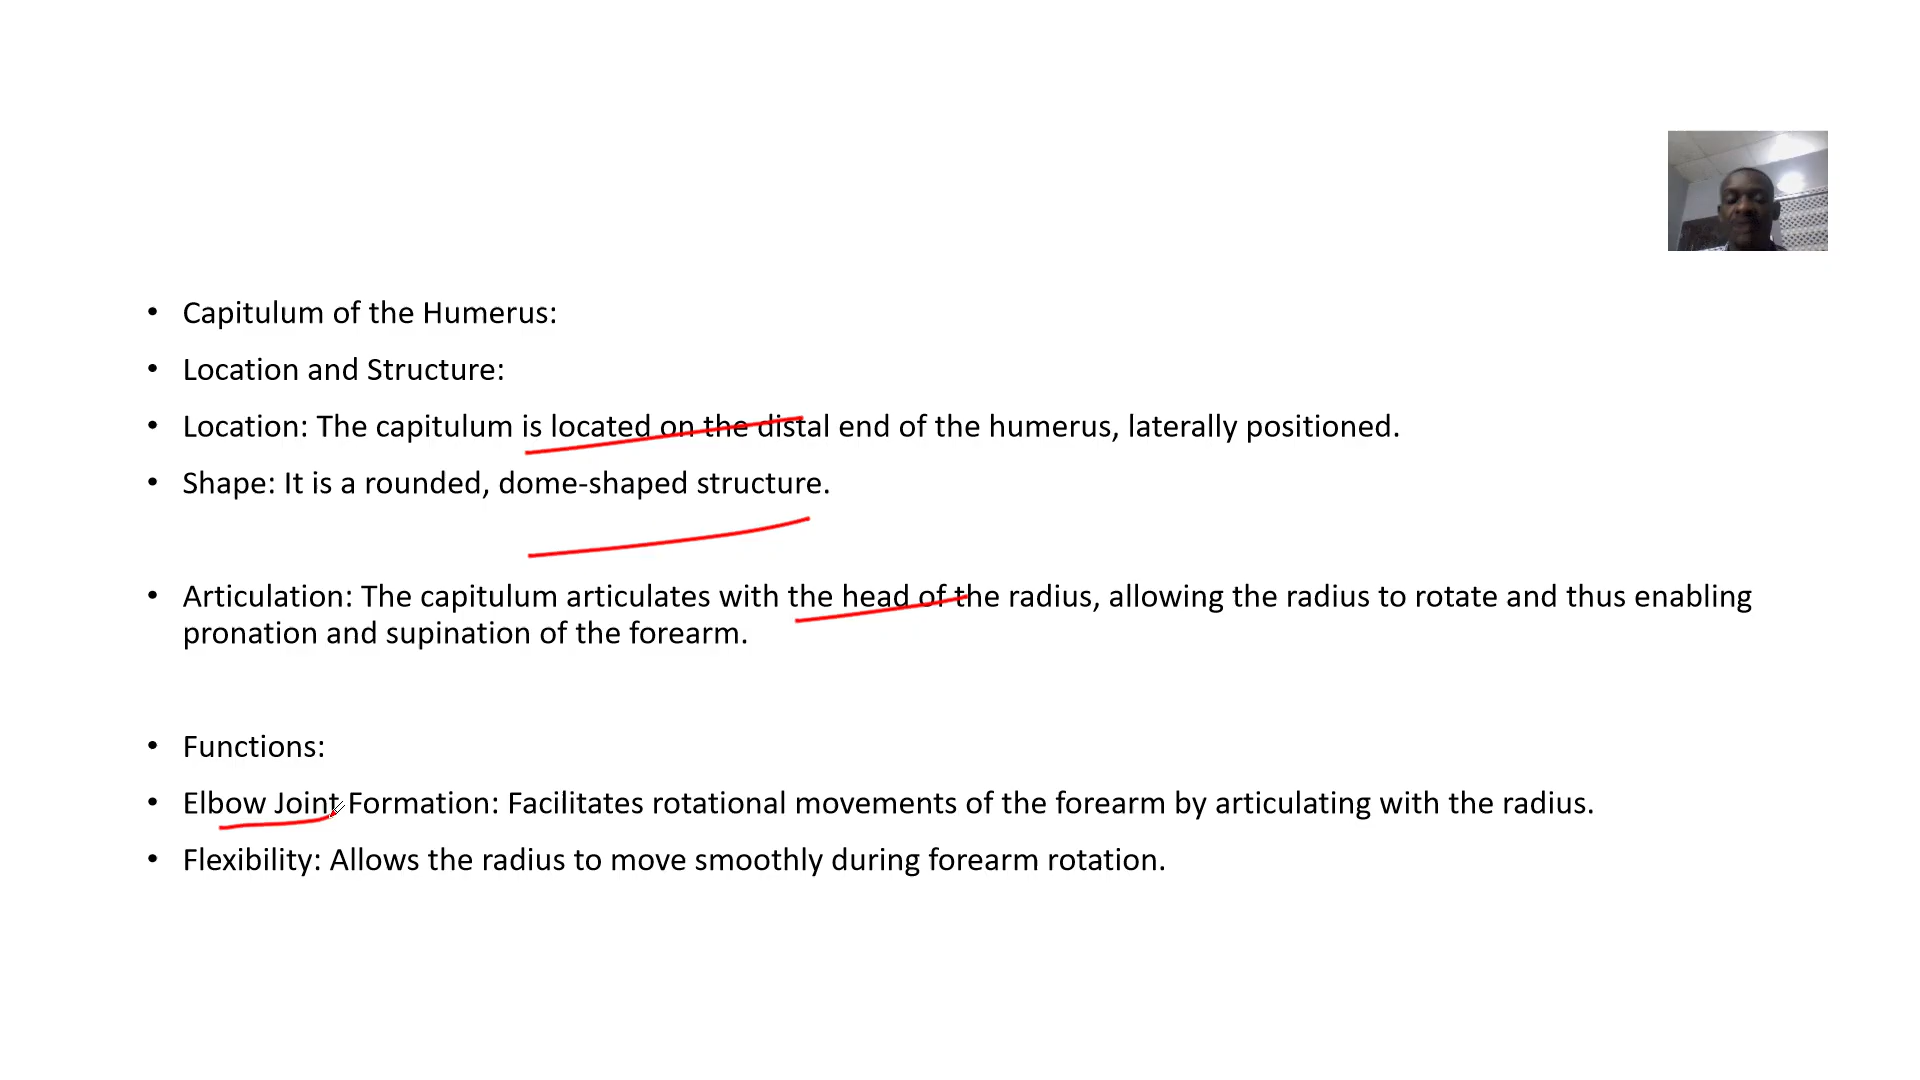 • Capitulum of the Humerus:
• Location and Structure:
• Location: The capitulum is located on the distal end of the humerus, laterally positioned.
• Shape: It is a rounded, dome-shaped structure.
• Articulation: The capitulum articulates with the head of the radius, allowing the radius to rotate and thus enabling
pronation and supination of the forearm.
• Functions:
• Elbow Joint Formation: Facilitates rotational movements of the forearm by articulating with the radius.
• Flexibility: Allows the radius to move smoothly during forearm rotation.